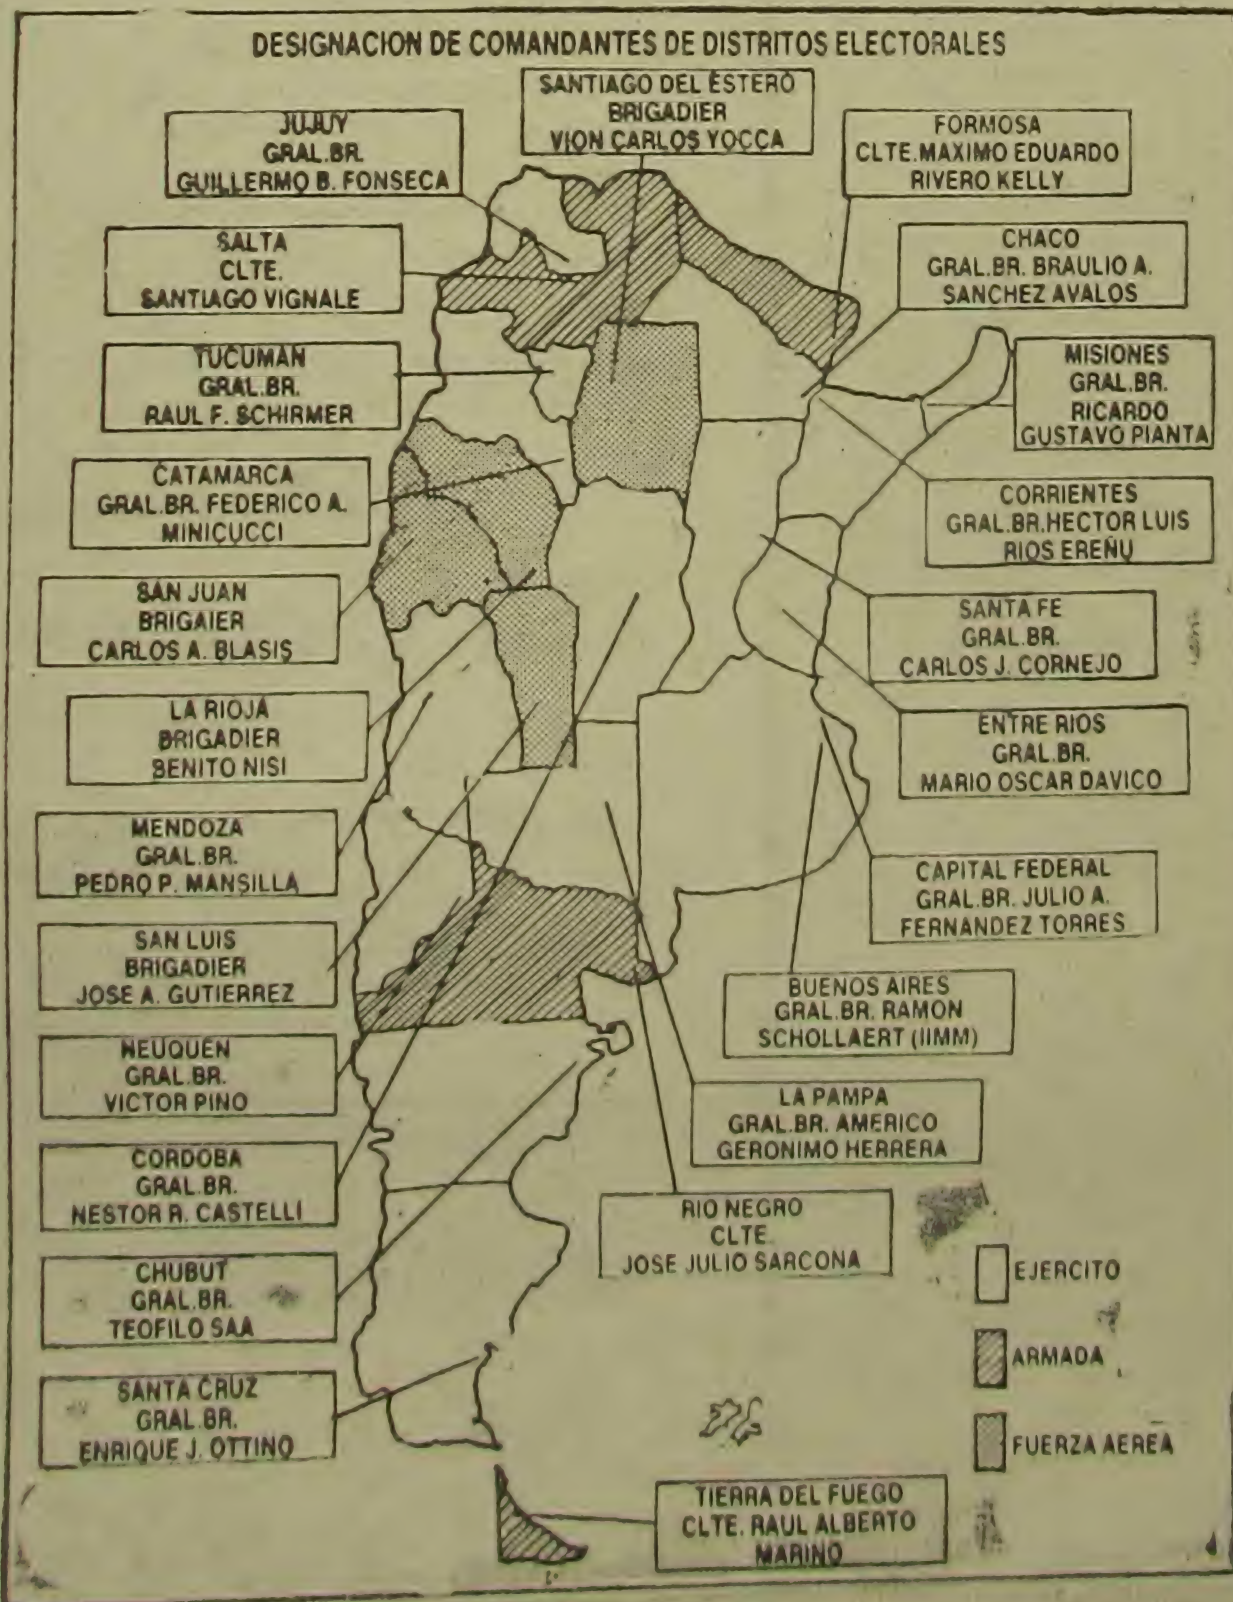 DESIGNACION DE COMANDANTES DE DISTRITOS ELECTORALES
SANTIAGO DEL ESTERO
BRIGADIER
VION CARLOS YOCCA
JUJUY
GRAL.BR.
GUILLERMO B. FONSECA
FORMOSA
CLTE.MAXIMO EDUARDO
RIVERO KELLY
SALTA
CLTE.
SANTIAGO VIGNALE
CHACO
GRAL.BR. BRAULIO A.
SANCHEZ AVALOS
TUCUMAN
GRAL.BR.
RAUL F. SCHIRMER
MISIONES
GRAL.BR.
RICARDO
GUSTAVO PIANTA
CATAMARCA
GRAL.BR. FEDERICO A.
MINICUCCI
CORRIENTES
GRAL.BR.HECTOR LUIS
RIOS EREÑU
SAN JUAN
BRIGAIER
CARLOS A. BLASIS
SANTA FE
GRAL.BR.
CARLOS J. CORNEJO
LA RIOJA
BRIGADIER
BENITO NISI
ENTRE RIOS
GRAL.BR.
MARIO OSCAR DAVICO
MENDOZA
GRAL.BR.
PEDRO P. MANSILLA
CAPITAL FEDERAL
GRAL.BR. JULIO A.
FERNANDEZ TORRES
SAN LUIS
BRIGADIER
JOSE A. GUTIERREZ
BUENOS AIRES
GRAL.BR. RAMON
SCHOLLAERT (IIMM)
NEUQUEN
GRAL.BR.
VICTOR PINO
LA PAMPA
GRAL.BR. AMERICO
GERONIMO HERRERA
CORDOBA
GRAL.BR.
NESTOR R. CASTELLI
RIO NEGRO
CLTE.
JOSE JULIO SARCONA
CHUBUT
GRAL.BR.
TEOFILO SAA
EJERCITO
ARMADA
FUERZA AEREA
SANTA CRUZ
GRAL.BR.
ENRIQUE J. OTTINO
TIERRA DEL FUEGO
CLTE. RAUL ALBERTO
MARINO